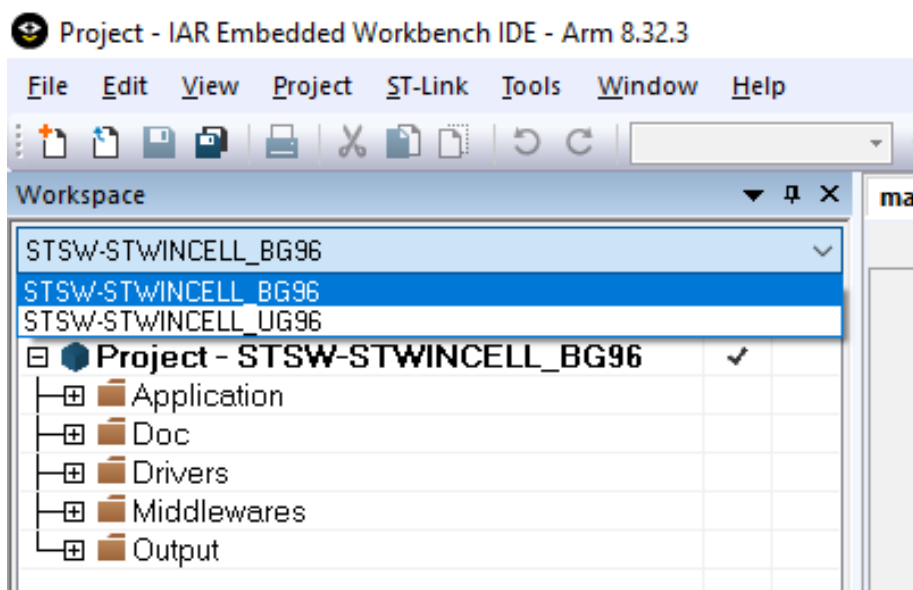 Project - IAR Embedded Workbench IDE - Arm 8.32.3
File Edit View Project ST-Link Tools Window Help
Workspace
ma
STSW-STWINCELL_BG96
STSW-STWINCELL_BG96
STSW-STWINCELL_UG96
Project - STSW-STWINCELL_BG96
Application
Doc
Drivers
Middlewares
Output